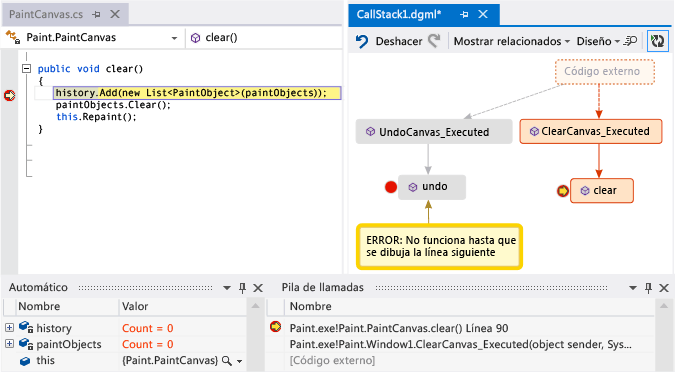 PaintCanvas.cs
Paint.PaintCanvas
clear()
public void clear()
{
history.Add(new List<PaintObject>(paintObjects));
paintObjects.Clear();
this.Repaint();
}
CallStack1.dgml*
Deshacer
Mostrar relacionados
Diseño
Código externo
UndoCanvas_Executed
ClearCanvas_Executed
undo
clear
ERROR: No funciona hasta que
se dibuja la línea siguiente
Automático
Nombre
Valor
history
Count = 0
paintObjects
Count = 0
this
{Paint.PaintCanvas}
Pila de llamadas
Nombre
Paint.exe!Paint.PaintCanvas.clear() Línea 90
Paint.exe!Paint.Window1.ClearCanvas_Executed(object sender, Sys...
[Código externo]